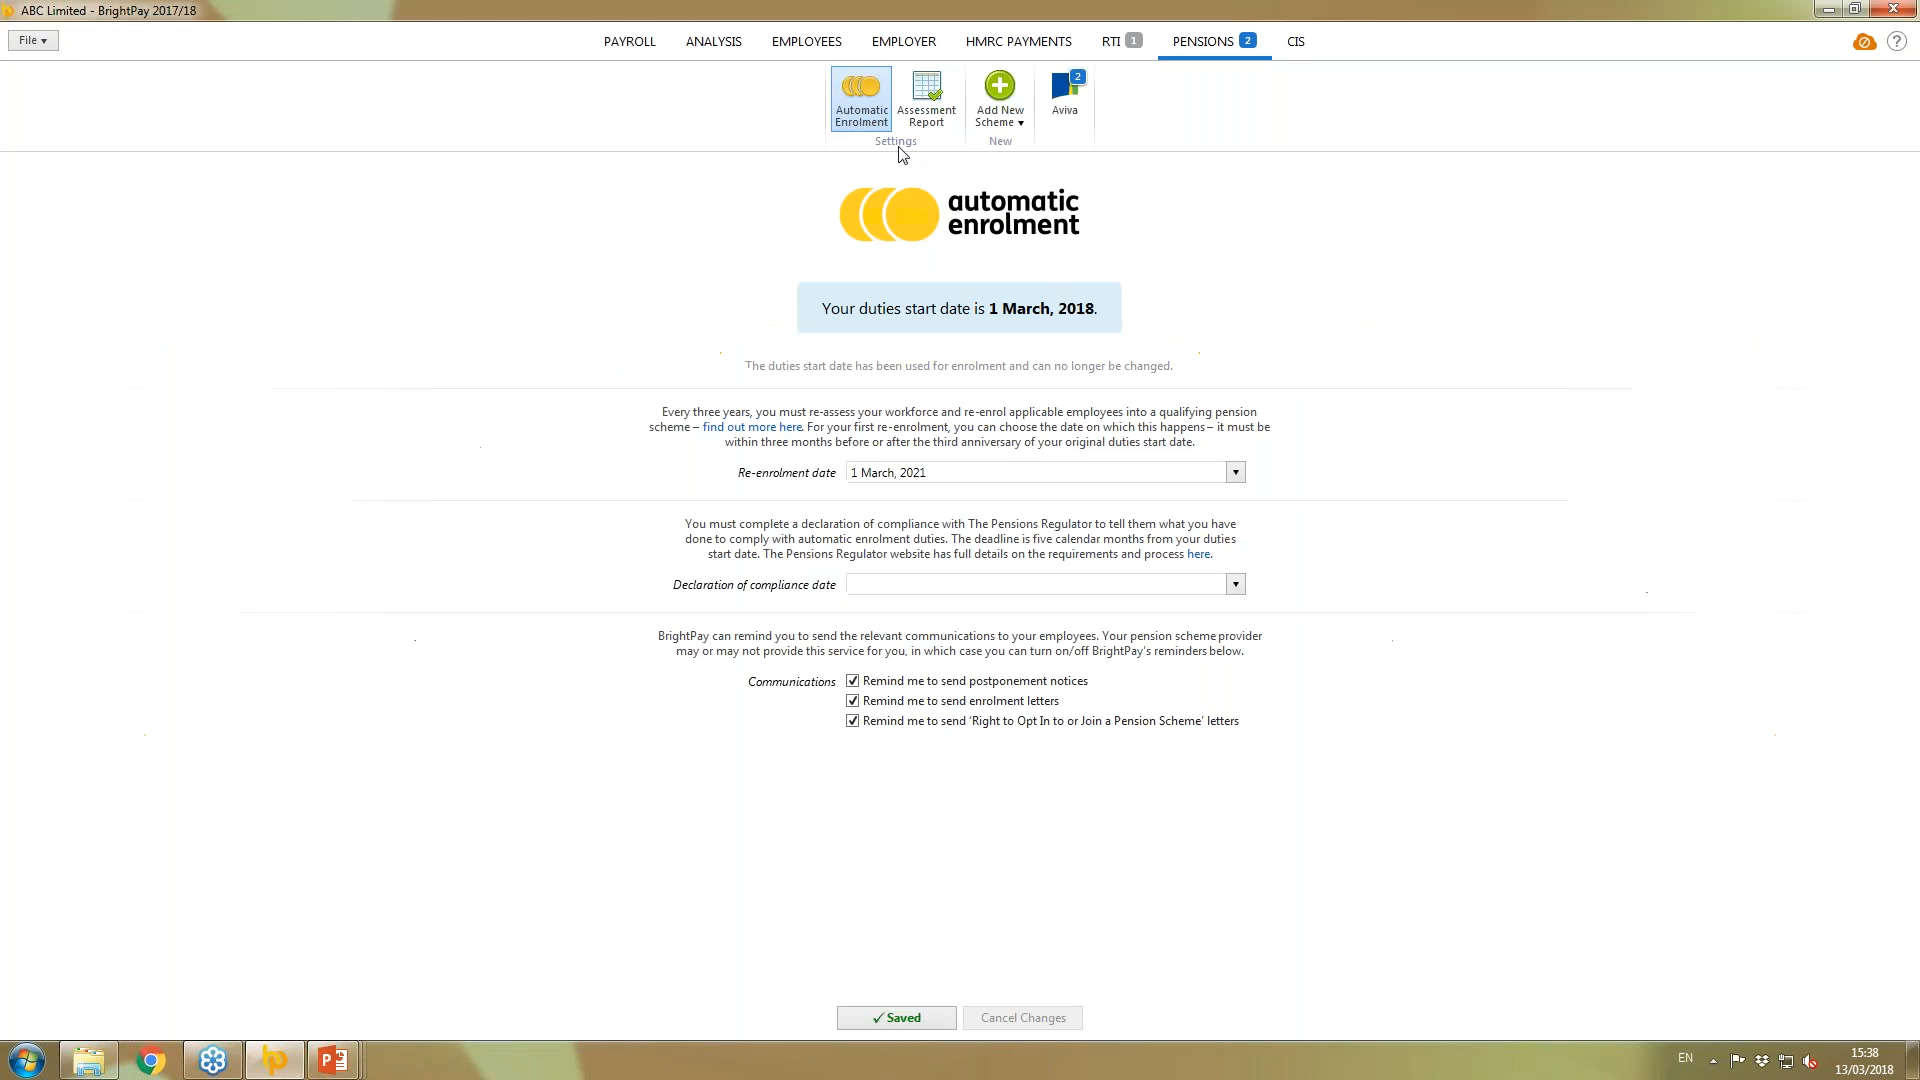 ABC Limited - BrightPay 2017/18
File
PAYROLL
ANALYSIS
EMPLOYEES
EMPLOYER
HMRC PAYMENTS
RTI 1
PENSIONS 2
CIS
?
Automatic
Enrolment
Assessment
Report
Settings
Add New
Scheme
New
2
Aviva
automatic
enrolment
Your duties start date is 1 March, 2018.
The duties start date has been used for enrolment and can no longer be changed.
Every three years, you must re-assess your workforce and re-enrol applicable employees into a qualifying pension
scheme – find out more here. For your first re-enrolment, you can choose the date on which this happens – it must be
within three months before or after the third anniversary of your original duties start date.
Re-enrolment date
1 March, 2021
You must complete a declaration of compliance with The Pensions Regulator to tell them what you have
done to comply with automatic enrolment duties. The deadline is five calendar months from your duties
start date. The Pensions Regulator website has full details on the requirements and process here.
Declaration of compliance date
BrightPay can remind you to send the relevant communications to your employees. Your pension scheme provider
may or may not provide this service for you, in which case you can turn on/off BrightPay's reminders below.
Communications
Remind me to send postponement notices
Remind me to send enrolment letters
Remind me to send ‘Right to Opt In to or Join a Pension Scheme’ letters
Saved
Cancel Changes
EN
15:38
13/03/2018